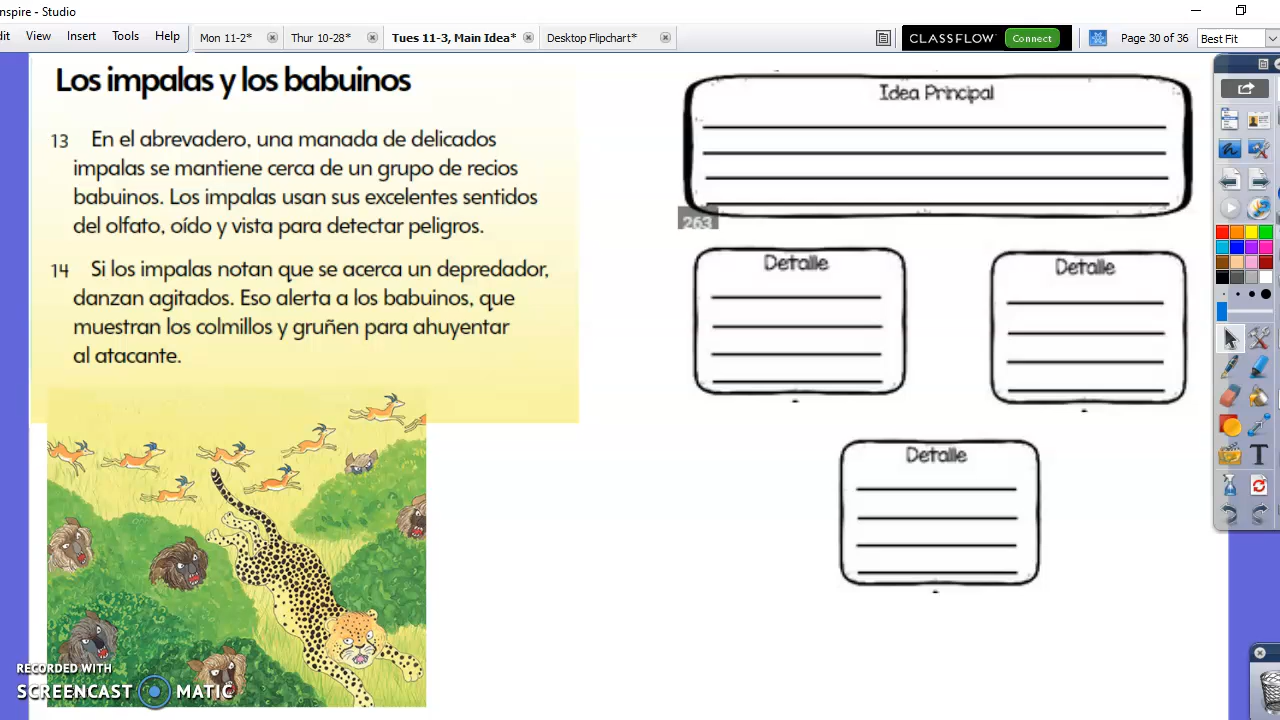 nspire - Studio
dit View Insert Tools Help
Mon 11-2* Thur 10-28* Tues 11-3, Main Idea* Desktop Flipchart*
CLASSFLOW Connect
Page 30 of 36 Best Fit
Los impalas y los babuinos
13 En el abrevadero, una manada de delicados
impalas se mantiene cerca de un grupo de recios
babuinos. Los impalas usan sus excelentes sentidos
del olfato, oído y vista para detectar peligros.
14 Si los impalas notan que se acerca un depredador,
danzan agitados. Eso alerta a los babuinos, que
muestran los colmillos y gruñen para ahuyentar
al atacante.
Idea Principal
263
Detalle
Detalle
Detalle
RECORDED WITH
SCREENCAST MATIC